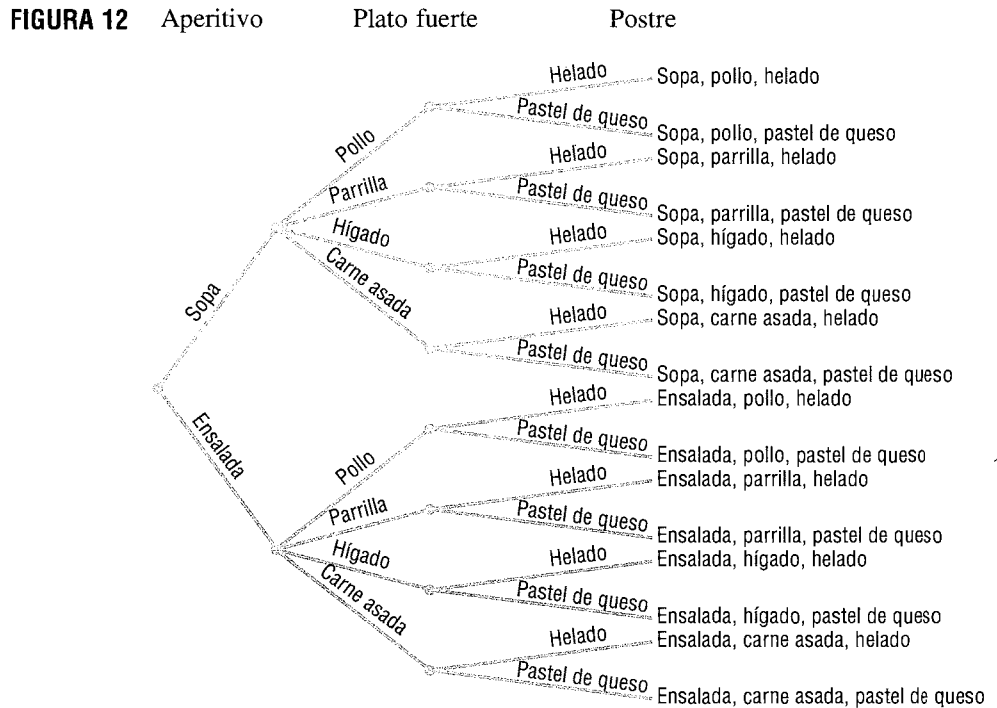 FIGURA 12 Aperitivo Plato fuerte Postre
Helado Sopa, pollo, helado
Pastel de queso Sopa, pollo, pastel de queso
Pollo
Helado Sopa, parrilla, helado
Parrilla
Pastel de queso Sopa, parrilla, pastel de queso
Hígado
Helado Sopa, hígado, helado
Carne asada
Pastel de queso Sopa, hígado, pastel de queso
Sopa
Helado Sopa, carne asada, helado
Pastel de queso Sopa, carne asada, pastel de queso
Helado Ensalada, pollo, helado
Ensalada
Pastel de queso Ensalada, pollo, pastel de queso
Pollo
Helado Ensalada, parrilla, helado
Parrilla
Pastel de queso Ensalada, parrilla, pastel de queso
Hígado
Helado Ensalada, hígado, helado
Carne asada
Pastel de queso Ensalada, hígado, pastel de queso
Helado Ensalada, carne asada, helado
Pastel de queso Ensalada, carne asada, pastel de queso